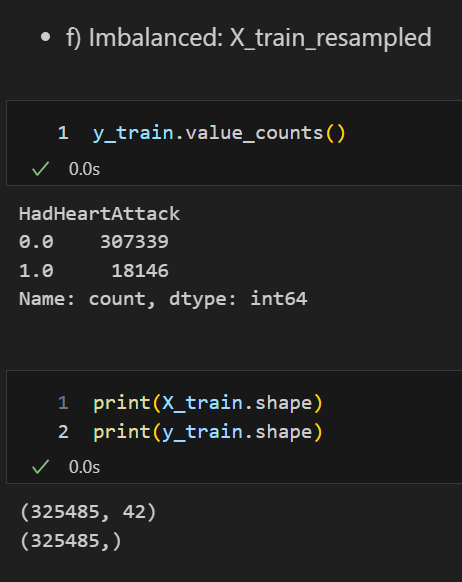 • f) Imbalanced: X_train_resampled
1 y_train.value_counts()
✓ 0.0s
HadHeartAttack
0.0    307339
1.0     18146
Name: count, dtype: int64
1 print(X_train.shape)
2 print(y_train.shape)
✓ 0.0s
(325485, 42)
(325485,)